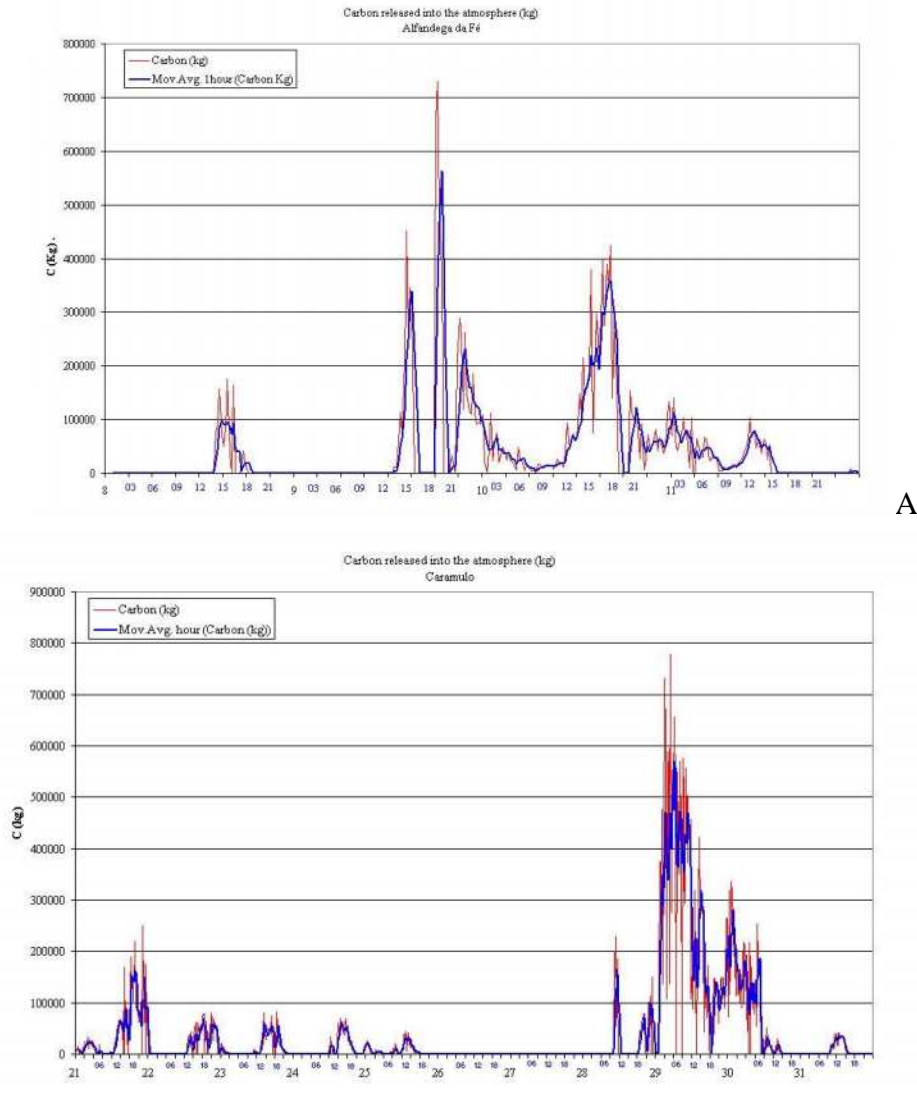 Carbon released into the atmosphere (kg)
Alfandega da Fé
800000
Carbon (kg)
Mov.Avg. 1hour (Carbon Kg)
700000
600000
500000
C (Kg) .
400000
300000
200000
100000
0
8 03 06 09 12 15 18 21 9 03 06 09 12 15 18 21 10 03 06 09 12 15 18 21 11 03 06 09 12 15 18 21
A
Carbon released into the atmosphere (kg)
Caramulo
900000
Carbon (kg)
Mov.Avg. hour (Carbon (kg))
800000
700000
600000
500000
C (kg)
400000
300000
200000
100000
0
21 06 12 18 22 06 12 18 23 06 12 18 24 06 12 18 25 06 12 18 26 06 12 18 27 06 12 18 28 06 12 18 29 06 12 18 30 06 12 18 31 06 12 18